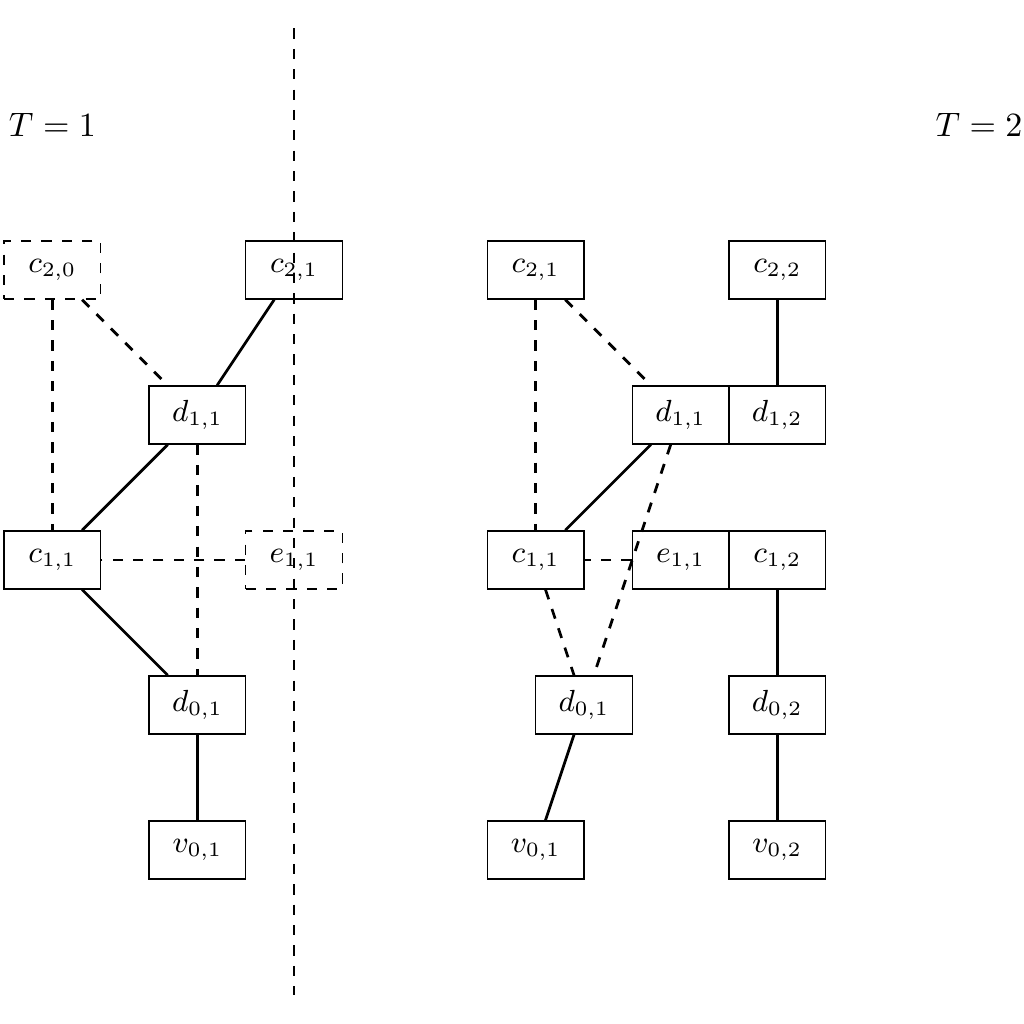 T = 1
T = 2
c_{2,0} c_{2,1} c_{2,1} c_{2,2}
d_{1,1} d_{1,1} d_{1,2}
c_{1,1} e_{1,1} c_{1,1} e_{1,1} c_{1,2}
d_{0,1} d_{0,1} d_{0,2}
v_{0,1} v_{0,1} v_{0,2}